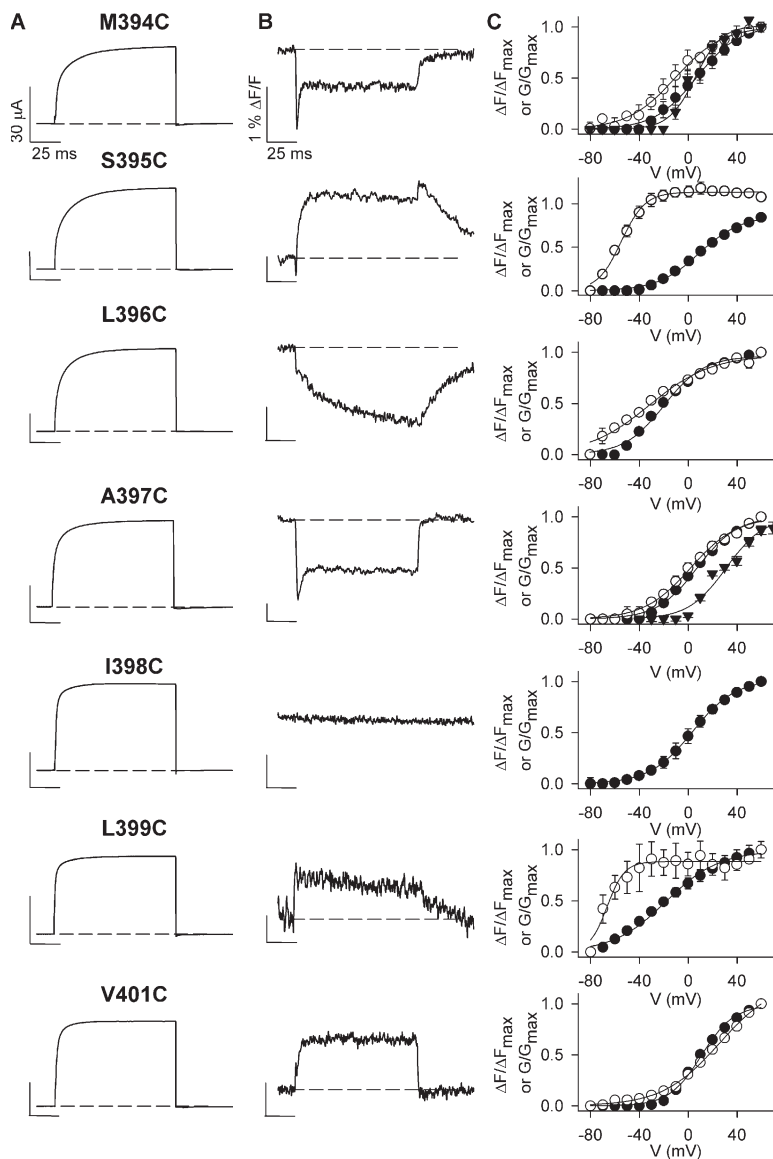 A
B
C
M394C
30 µA
25 ms
1 % ΔF/F
25 ms
ΔF/ΔFmax
or G/Gmax
1.0
0.5
0.0
-80 -40 0 40
V (mV)
S395C
ΔF/ΔFmax
or G/Gmax
1.0
0.5
0.0
-80 -40 0 40
V (mV)
L396C
ΔF/ΔFmax
or G/Gmax
1.0
0.5
0.0
-80 -40 0 40
V (mV)
A397C
ΔF/ΔFmax
or G/Gmax
1.0
0.5
0.0
-80 -40 0 40
V (mV)
I398C
ΔF/ΔFmax
or G/Gmax
1.0
0.5
0.0
-80 -40 0 40
V (mV)
L399C
ΔF/ΔFmax
or G/Gmax
1.0
0.5
0.0
-80 -40 0 40
V (mV)
V401C
ΔF/ΔFmax
or G/Gmax
1.0
0.5
0.0
-80 -40 0 40
V (mV)